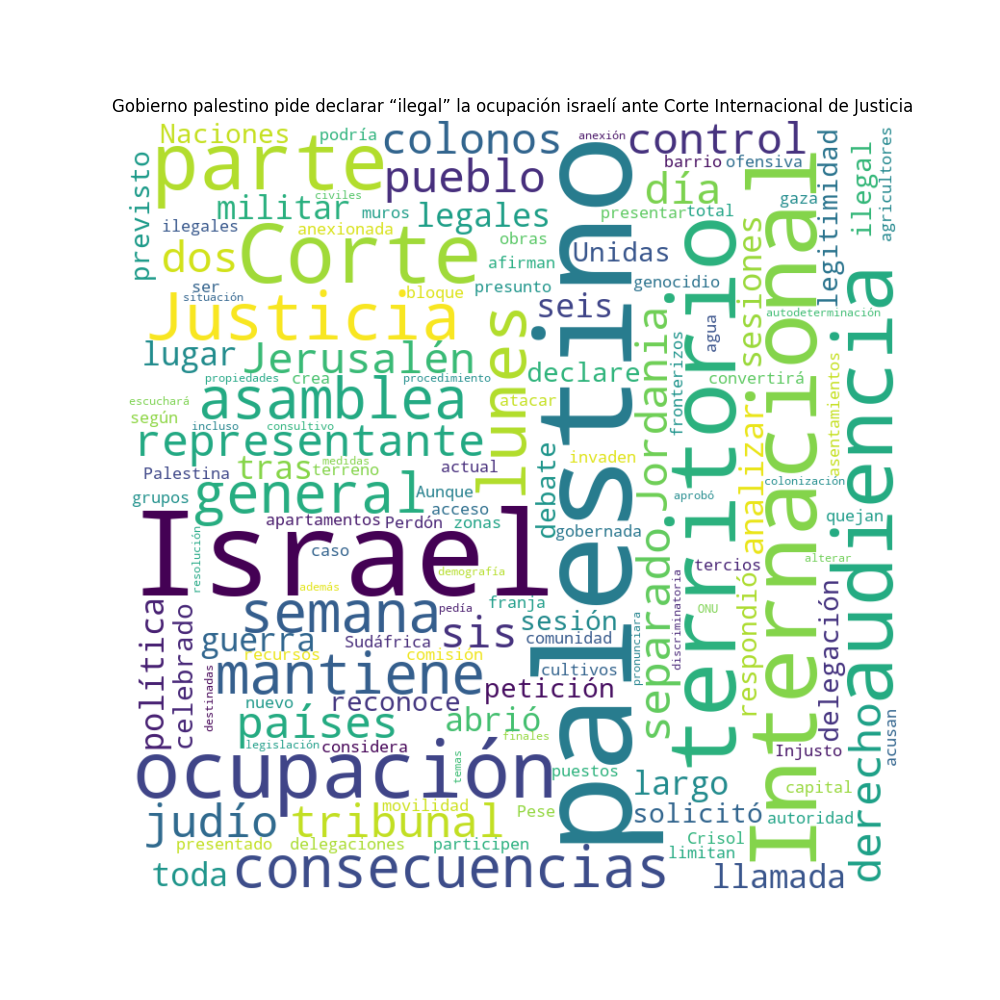 Gobierno palestino pide declarar “ilegal” la ocupación israelí ante Corte Internacional de Justicia
Naciones
podría
colonos
anexión
control
previsto
parte
pueblo
barrio
ofensiva
legitimidad
ilegal
agricultores
civiles
militar
muros
legales
palestino
día
gaza
Internacional
ilegales
anexionada
presentar
total
dos
Corte
obras
afirman
Unidas
territorio
sesiones
audiencia
ser
situación
bloque
presunto
genocidio
Justicia
seis
agua
autodeterminación
lugar
Jerusalén
lunes
Jordania
fronterizos
propiedades
crea
procedimiento
declare
convertirá
asentamientos
escuchará
asamblea
atacar
según
incluso
consultivo
representante
debate
analizar
medidas
Palestina
tras
terreno
actual
invaden
colonización
grupos
general
Aunque
aprobó
acceso
separado
quejan
apartamentos
Perdón
zonas
gobernada
Israel
resolución
caso
tercios
alterar
demografía
respondió
además
discriminatoria
política
semana
pedía
franja
ONU
delegación
celebrado
guerra
Sudáfrica
sis
sesión
comunidad
pronunciara
derecho
recursos
comisión
mantiene
cultivos
destinadas
petición
nuevo
reconoce
países
abrió
acusan
legislación
considera
finales
Injusto
ocupación
temas
puestos
largo
capital
judío
tribunal
movilidad
Pese
solicitó
autoridad
presentado
delegaciones
participen
Crisol
limitan
toda
consecuencias
llamada